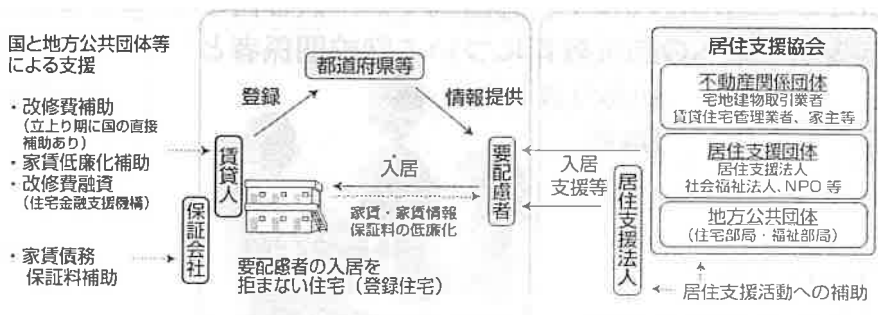 国と地方公共団体等
による支援
・改修費補助
(立上り期に国の直接
補助あり)
・家賃低廉化補助
・改修費融資
(住宅金融支援機構)
・家賃債務
保証料補助
都道府県等
登録
情報提供
賃貸人
保証会社
入居
要配慮者
家賃・家賃情報
保証料の低廉化
要配慮者の入居を
拒まない住宅(登録住宅)
入居
支援等
居住支援法人
居住支援協会
不動産関係団体
宅地建物取引業者
賃貸住宅管理業者、家主等
居住支援団体
居住支援法人
社会福祉法人、NPO 等
地方公共団体
(住宅部局・福祉部局)
居住支援活動への補助